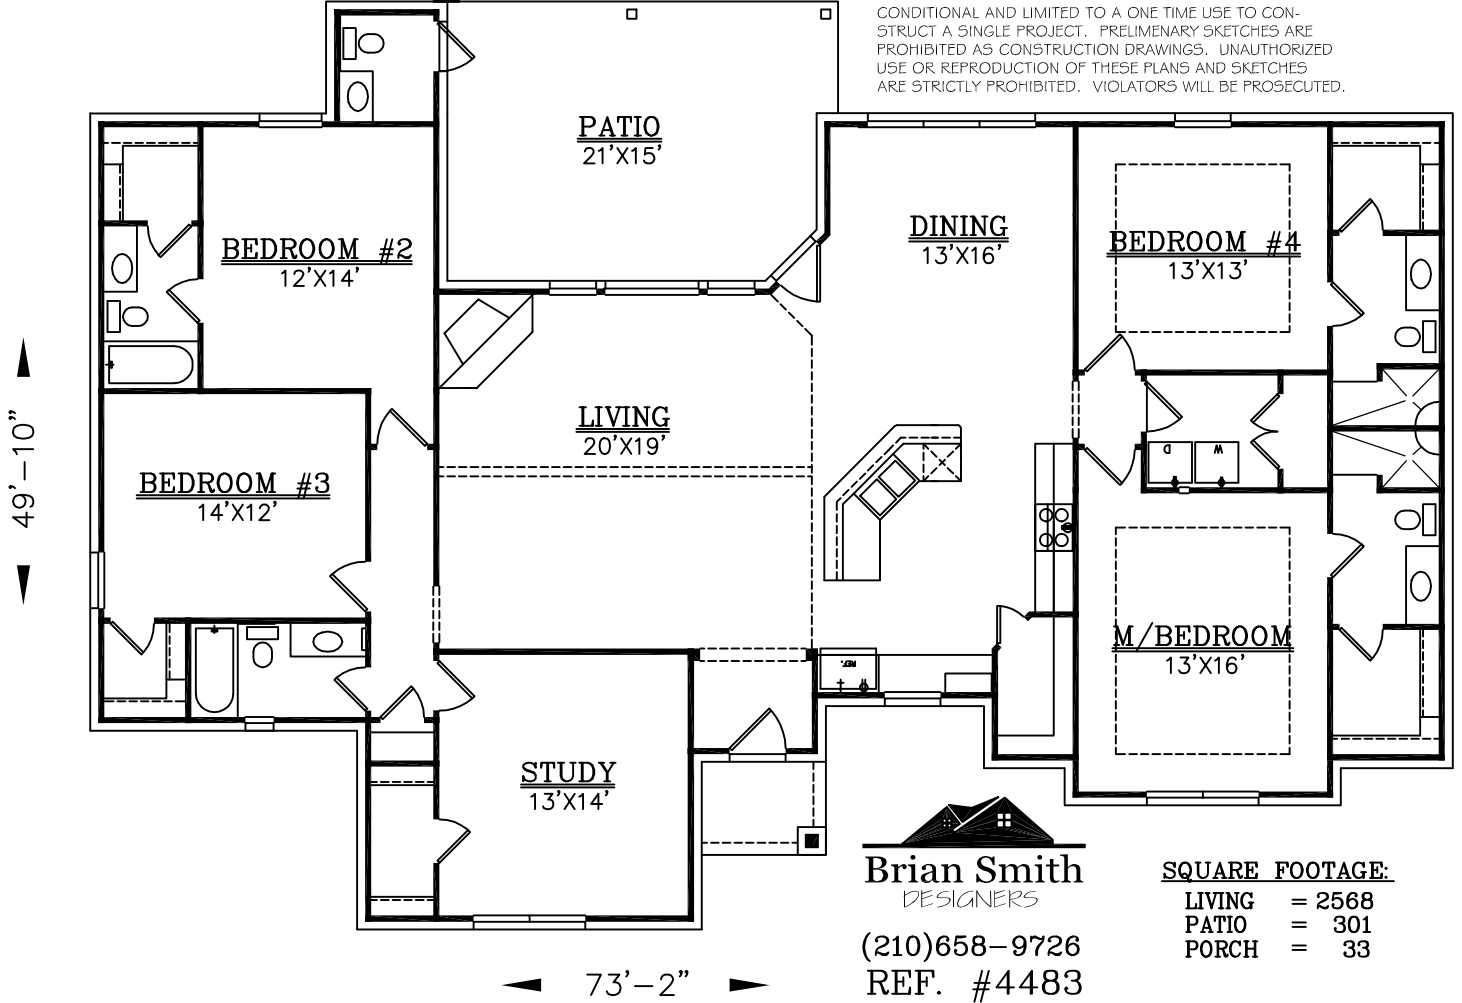 CONDITIONAL AND LIMITED TO A ONE TIME USE TO CON-
STRUCT A SINGLE PROJECT. PRELIMENARY SKETCHES ARE
PROHIBITED AS CONSTRUCTION DRAWINGS. UNAUTHORIZED
USE OR REPRODUCTION OF THESE PLANS AND SKETCHES
ARE STRICTLY PROHIBITED. VIOLATORS WILL BE PROSECUTED.
PATIO
21'X15'
BEDROOM #2
12'X14'
DINING
13'X16'
BEDROOM #4
13'X13'
LIVING
20'X19'
D
W
BEDROOM #3
14'X12'
49'-10"
M/BEDROOM
13'X16'
REF.
STUDY
13'X14'
Brian Smith
DESIGNERS
(210)658-9726
REF. #4483
SQUARE FOOTAGE:
LIVING = 2568
PATIO = 301
PORCH = 33
73'-2"